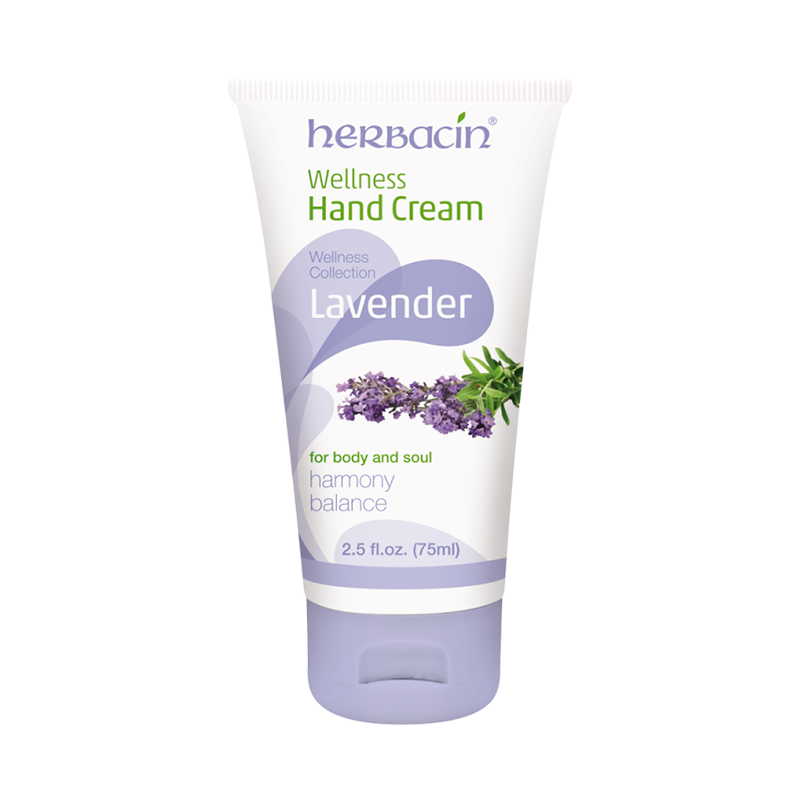 herbacin®
Wellness
Hand Cream
Wellness
Collection
Lavender
for body and soul
harmony
balance
2.5 fl.oz. (75ml)